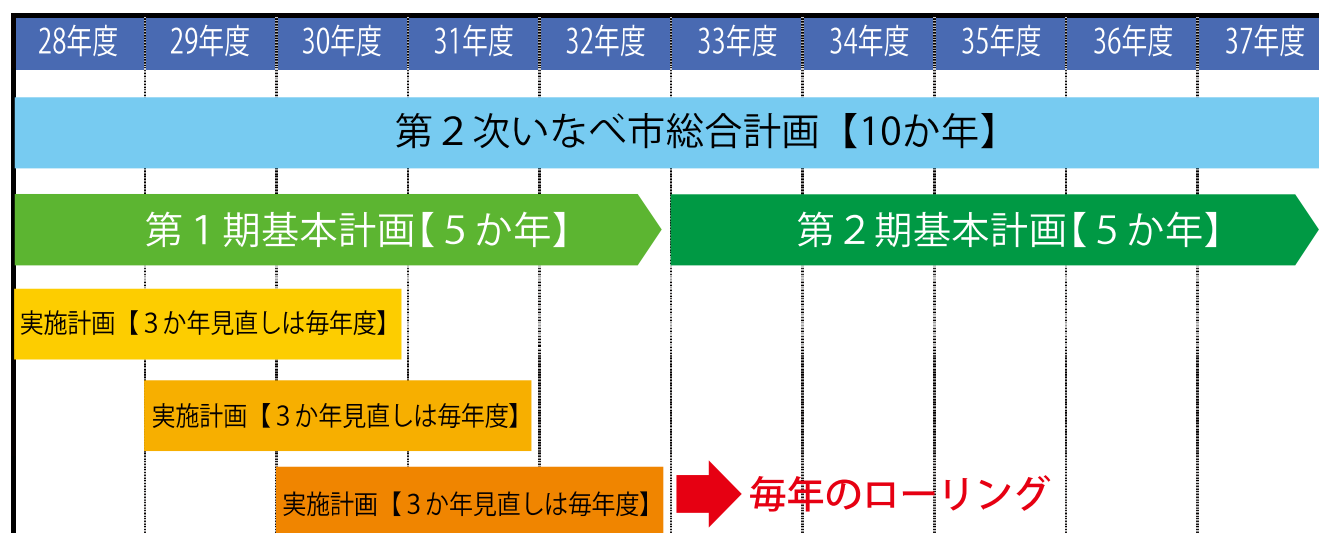 28年度 29年度 30年度 31年度 32年度 33年度 34年度 35年度 36年度 37年度
第２次いなべ市総合計画【10か年】
第１期基本計画【５か年】 第２期基本計画【５か年】
実施計画【３か年見直しは毎年度】
実施計画【３か年見直しは毎年度】
実施計画【３か年見直しは毎年度】 毎年のローリング